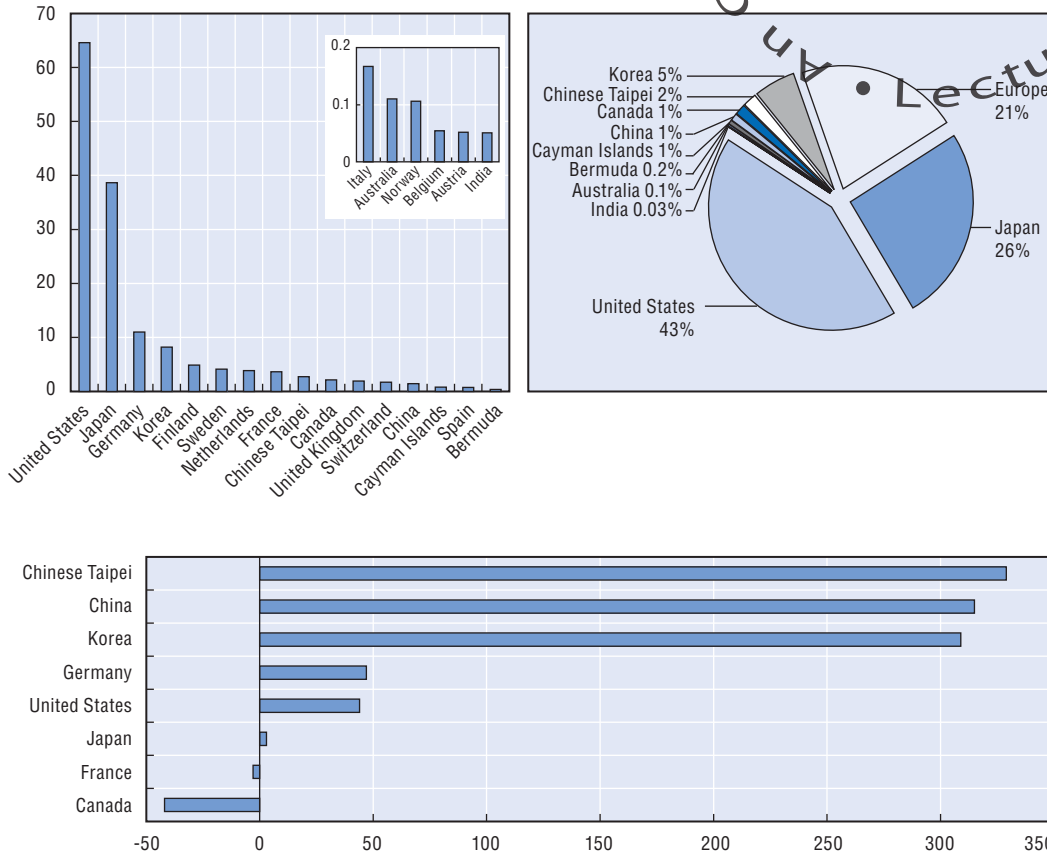 70
60
50
40
30
20
10
0
United States
Japan
Germany
Korea
Finland
Sweden
Netherlands
France
Chinese Taipei
Canada
United Kingdom
Switzerland
China
Cayman Islands
Spain
Bermuda
0.2
0.1
0
Italy
Australia
Norway
Belgium
Austria
India
Korea 5%
Chinese Taipei 2%
Canada 1%
China 1%
Cayman Islands 1%
Bermuda 0.2%
Australia 0.1%
India 0.03%
United States
43%
Europe
21%
Japan
26%
Lectu
Chinese Taipei
China
Korea
Germany
United States
Japan
France
Canada
-50
0
50
100
150
200
250
300
350